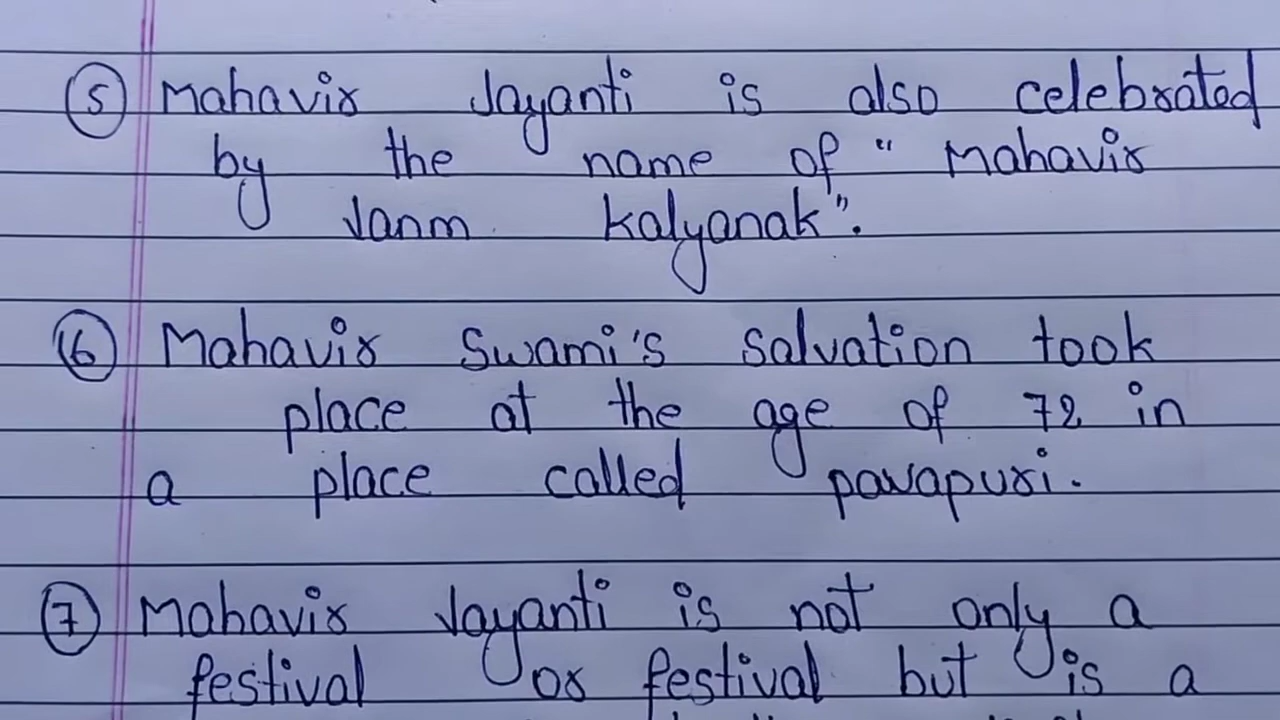 5 Mahavir Jayanti is also celebrated
by the name of " Mahavir
Janm Kalyanak".
6 Mahavir Swami's salvation took
place at the age of 72 in
a place called pavapuri.
7 Mahavir Jayanti is not only a
festival or festival but is a